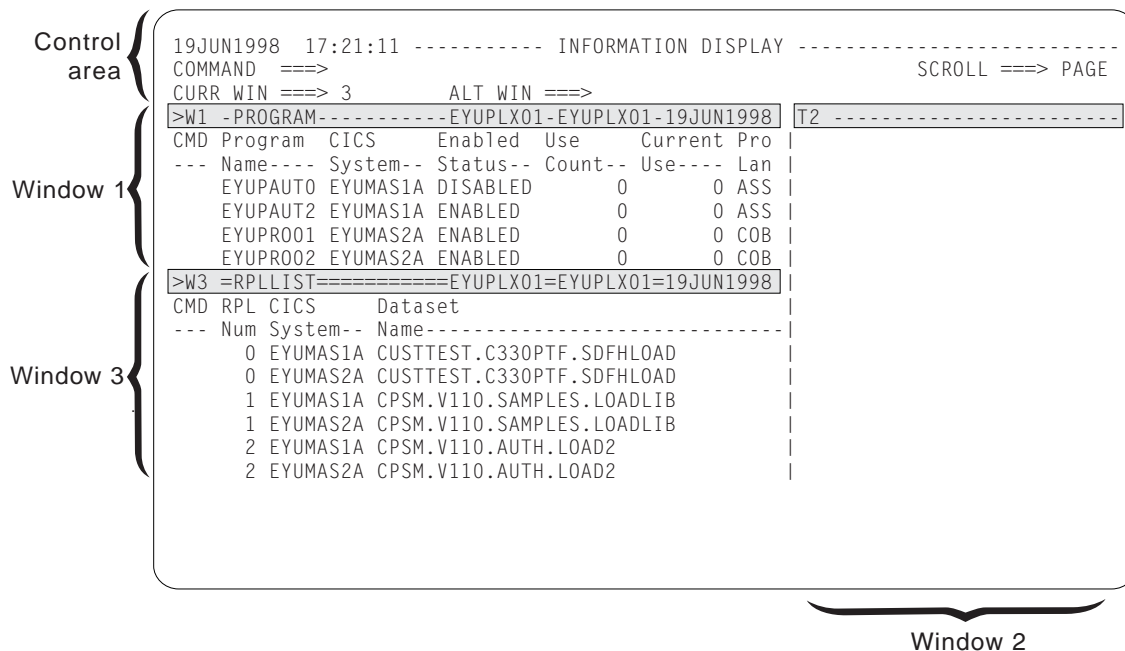 Control
area
19JUN1998  17:21:11 ----------- INFORMATION DISPLAY ---------------------------
COMMAND  ===>                                                 SCROLL ===> PAGE
CURR WIN ===> 3        ALT WIN ===>
>W1 -PROGRAM-----------EYUPLX01-EYUPLX01-19JUN1998 T2 ------------------------
Window 1
CMD Program  CICS     Enabled  Use     Current Pro |
--- Name---- System-- Status-- Count-- Use---- Lan |
    EYUPAUTO EYUMAS1A DISABLED       0       0 ASS |
    EYUPAUT2 EYUMAS1A ENABLED        0       0 ASS |
    EYUPRO01 EYUMAS2A ENABLED        0       0 COB |
    EYUPRO02 EYUMAS2A ENABLED        0       0 COB |
>W3 =RPLLIST===========EYUPLX01=EYUPLX01=19JUN1998 |
Window 3
CMD RPL CICS     Dataset                           |
--- Num System-- Name------------------------------|
      0 EYUMAS1A CUSTTEST.C330PTF.SDFHLOAD         |
      0 EYUMAS2A CUSTTEST.C330PTF.SDFHLOAD         |
      1 EYUMAS1A CPSM.V110.SAMPLES.LOADLIB         |
      1 EYUMAS2A CPSM.V110.SAMPLES.LOADLIB         |
      2 EYUMAS1A CPSM.V110.AUTH.LOAD2              |
      2 EYUMAS2A CPSM.V110.AUTH.LOAD2              |
Window 2